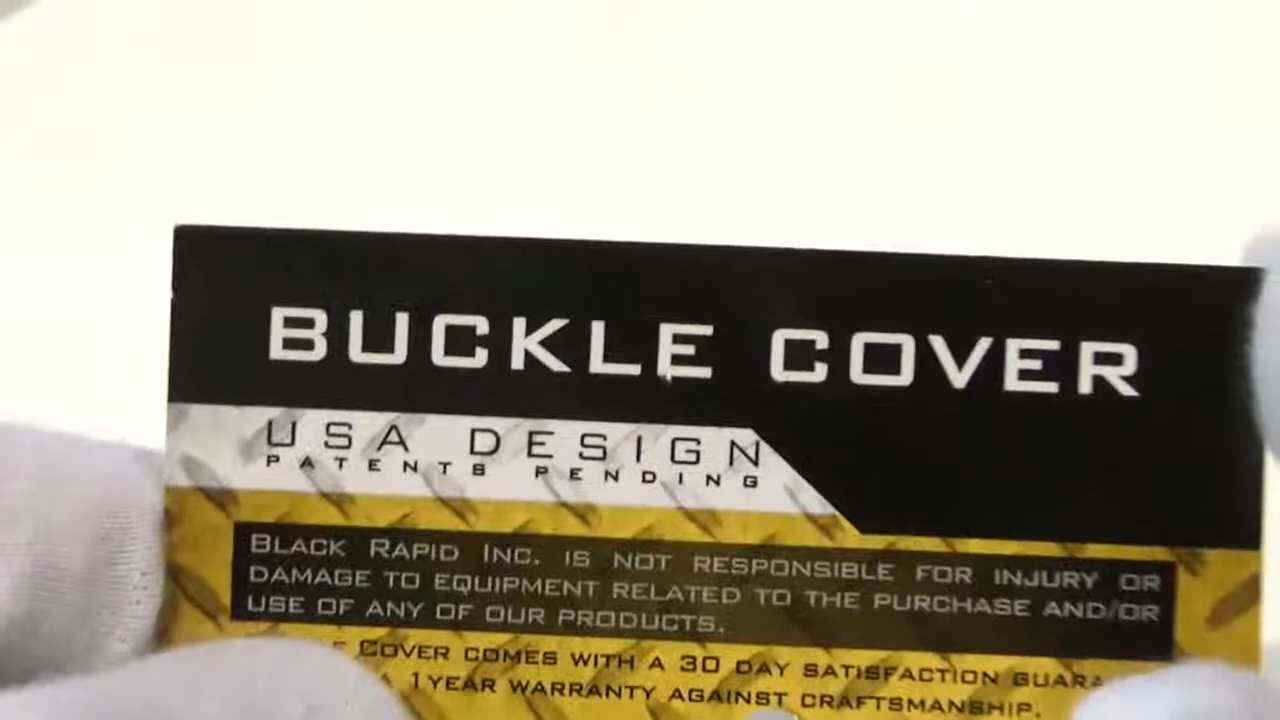 BUCKLE COVER
USA DESIGN
PATENTS PENDING
BLACK RAPID INC. IS NOT RESPONSIBLE FOR INJURY OR
DAMAGE TO EQUIPMENT RELATED TO THE PURCHASE AND/OR
USE OF ANY OF OUR PRODUCTS.
COVER COMES WITH A 30 DAY SATISFACTION
1 YEAR WARRANTY AGAINST CRAFTSMANSHIP.